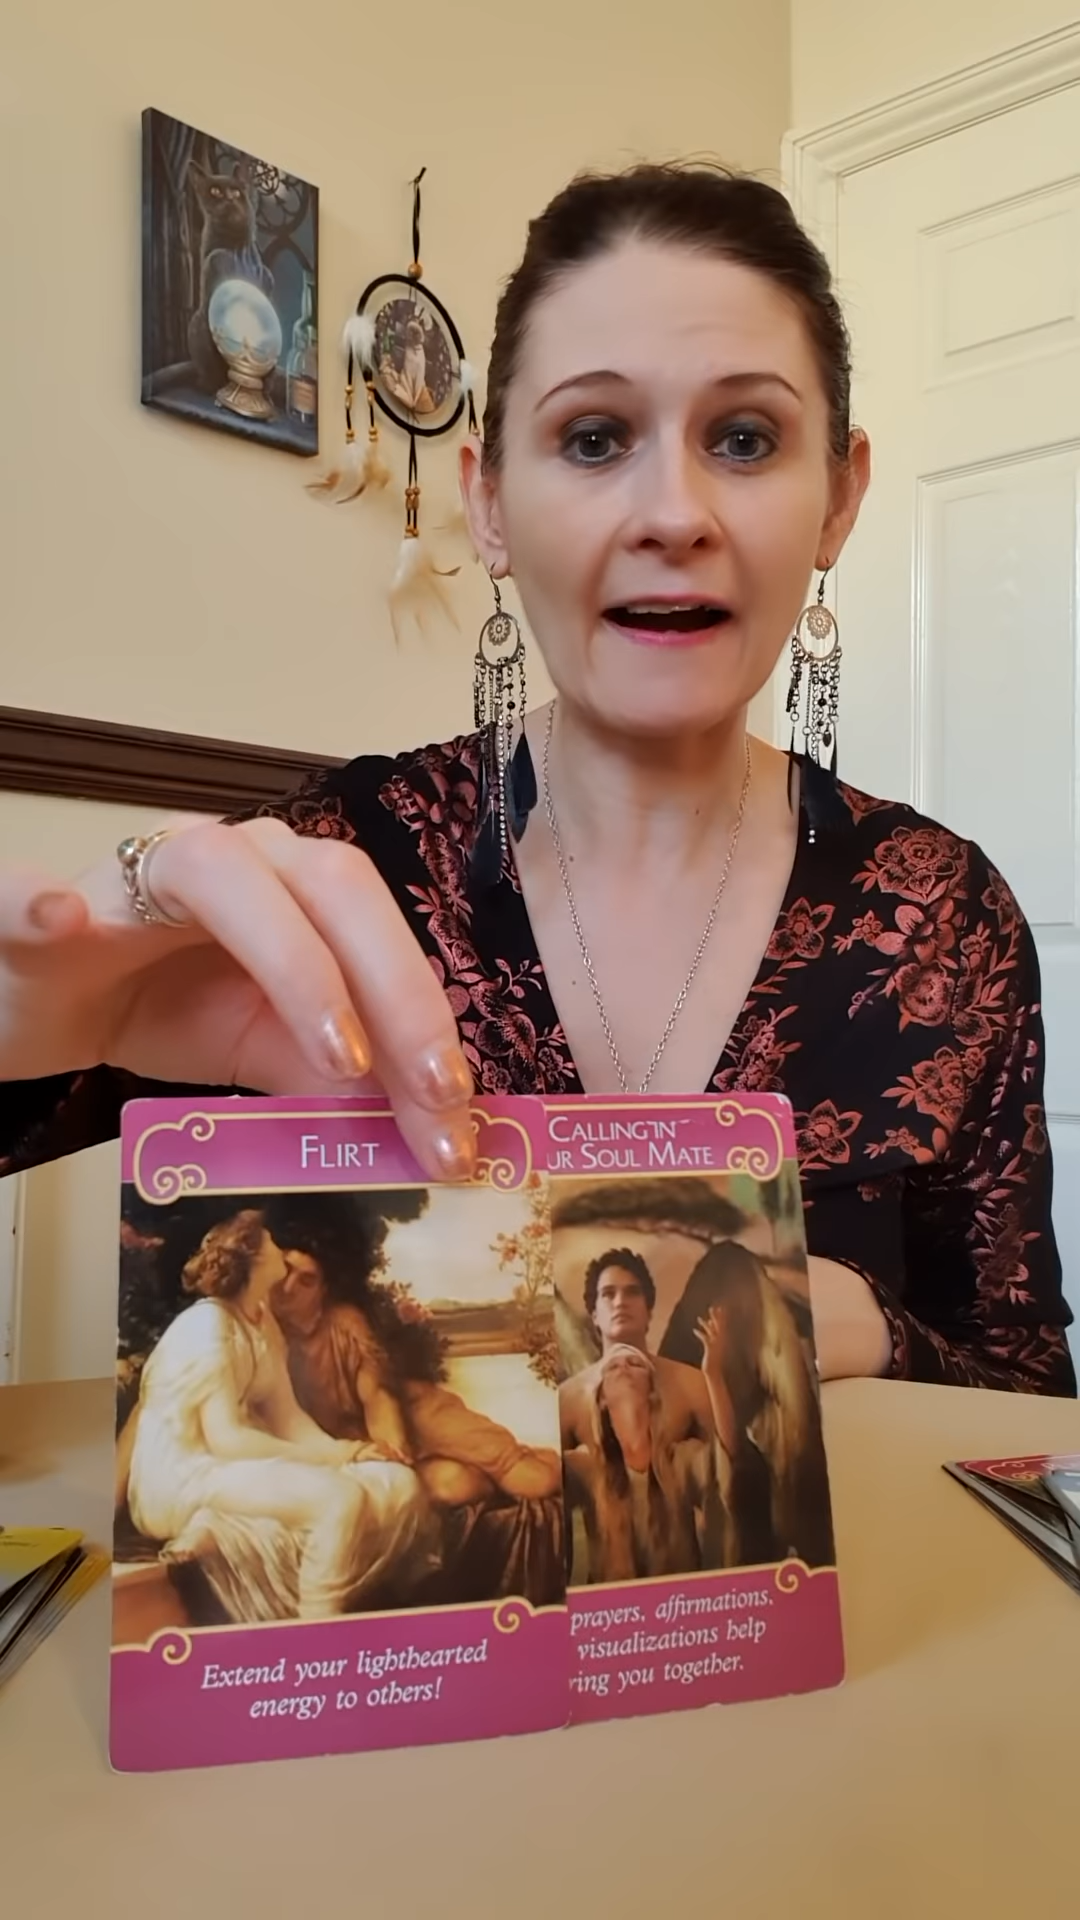 FLIRT
Extend your lighthearted
energy to others!
CALLING IN
UR SOUL MATE
prayers, affirmations,
visualizations help
ring you together.